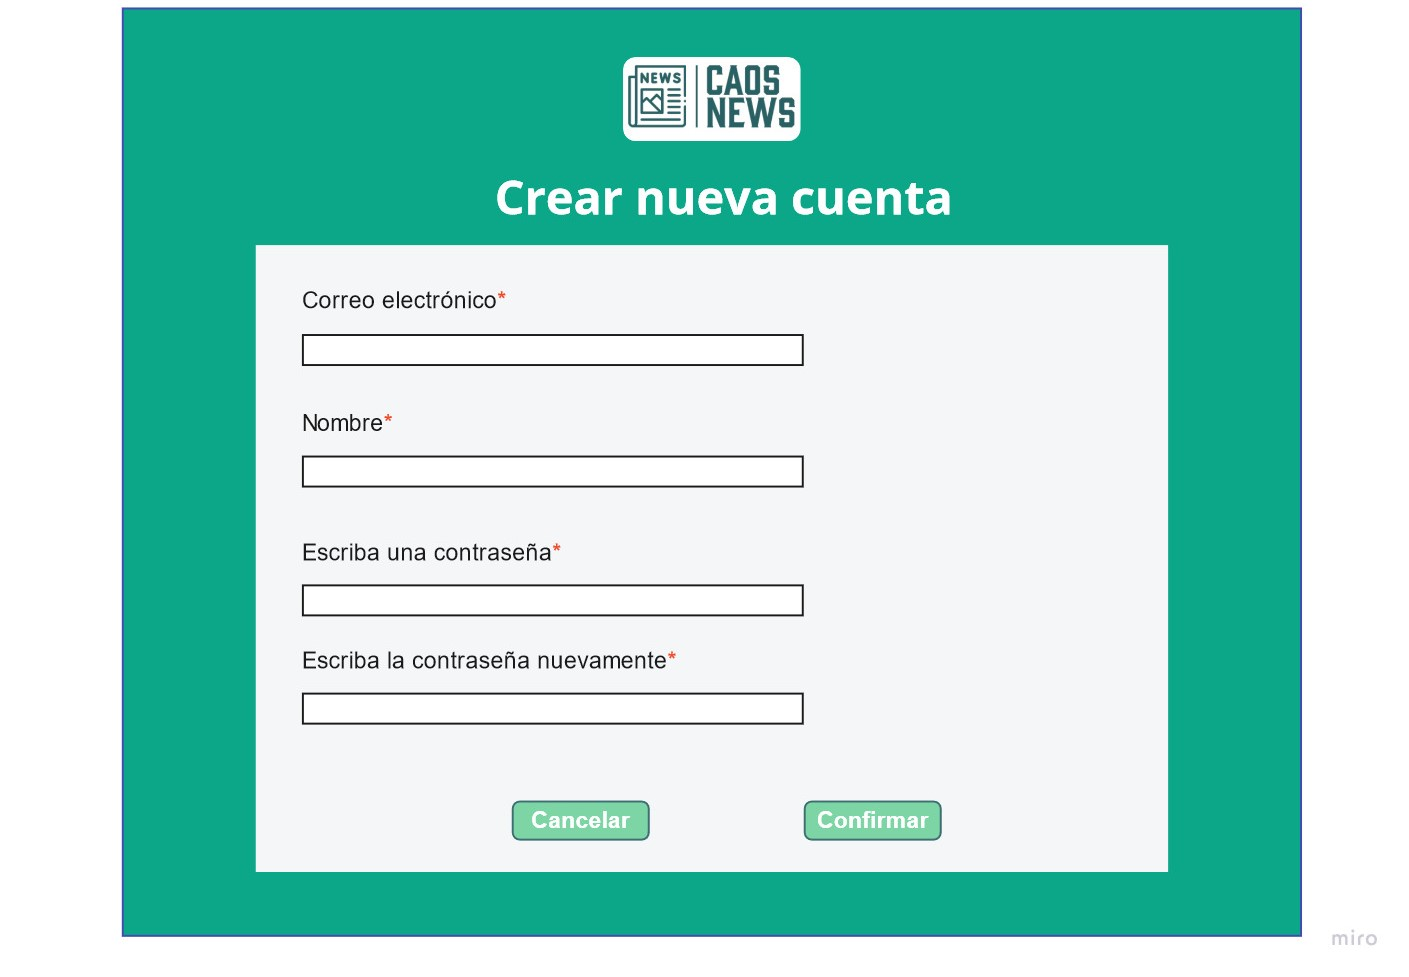 NEWS
CAOS
NEWS
Crear nueva cuenta
Correo electrónico*
Nombre*
Escriba una contraseña*
Escriba la contraseña nuevamente*
Cancelar Confirmar
miro